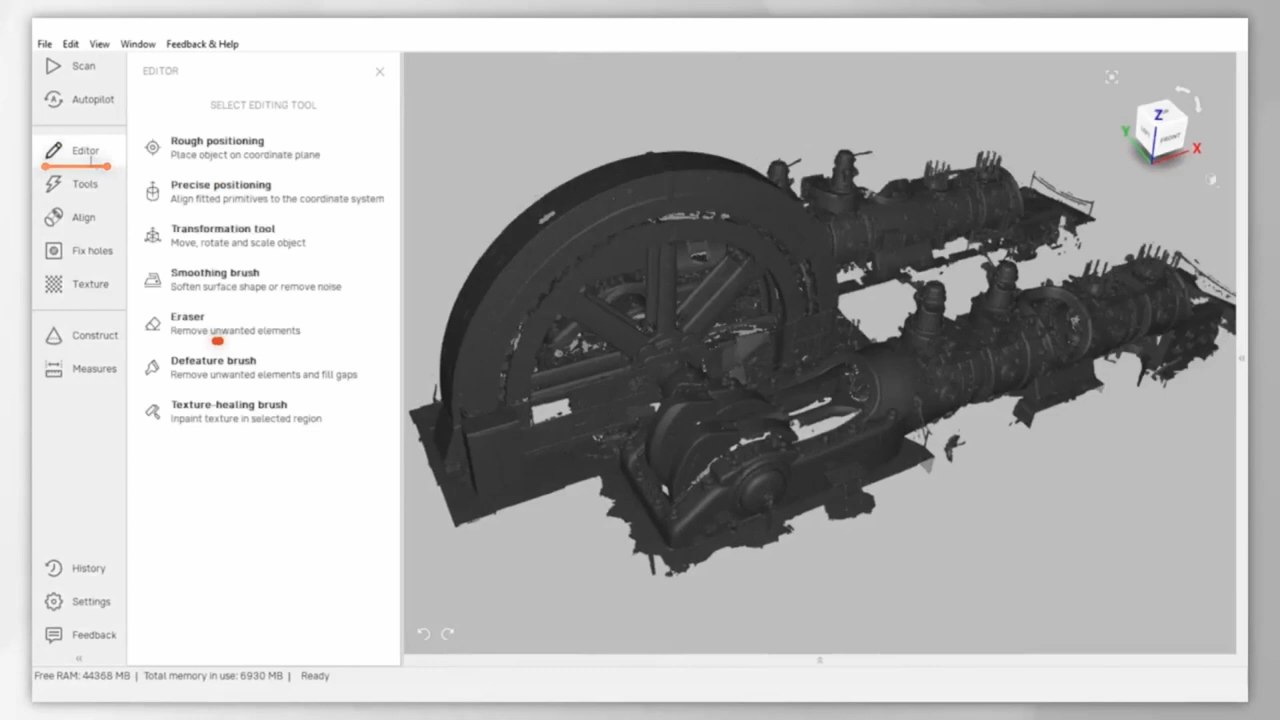 File Edit View Window Feedback & Help
Scan
Autopilot
Editor
Tools
Align
Fix holes
Texture
Construct
Measures
History
Settings
Feedback
EDITOR
SELECT EDITING TOOL
Rough positioning
Place object on coordinate plane
Precise positioning
Align fitted primitives to the coordinate system
Transformation tool
Move, rotate and scale object
Smoothing brush
Soften surface shape or remove noise
Eraser
Remove unwanted elements
Defeature brush
Remove unwanted elements and fill gaps
Texture-healing brush
Inpaint texture in selected region
Z
Y
FRONT
X
Free RAM: 44368 MB | Total memory in use: 6930 MB | Ready